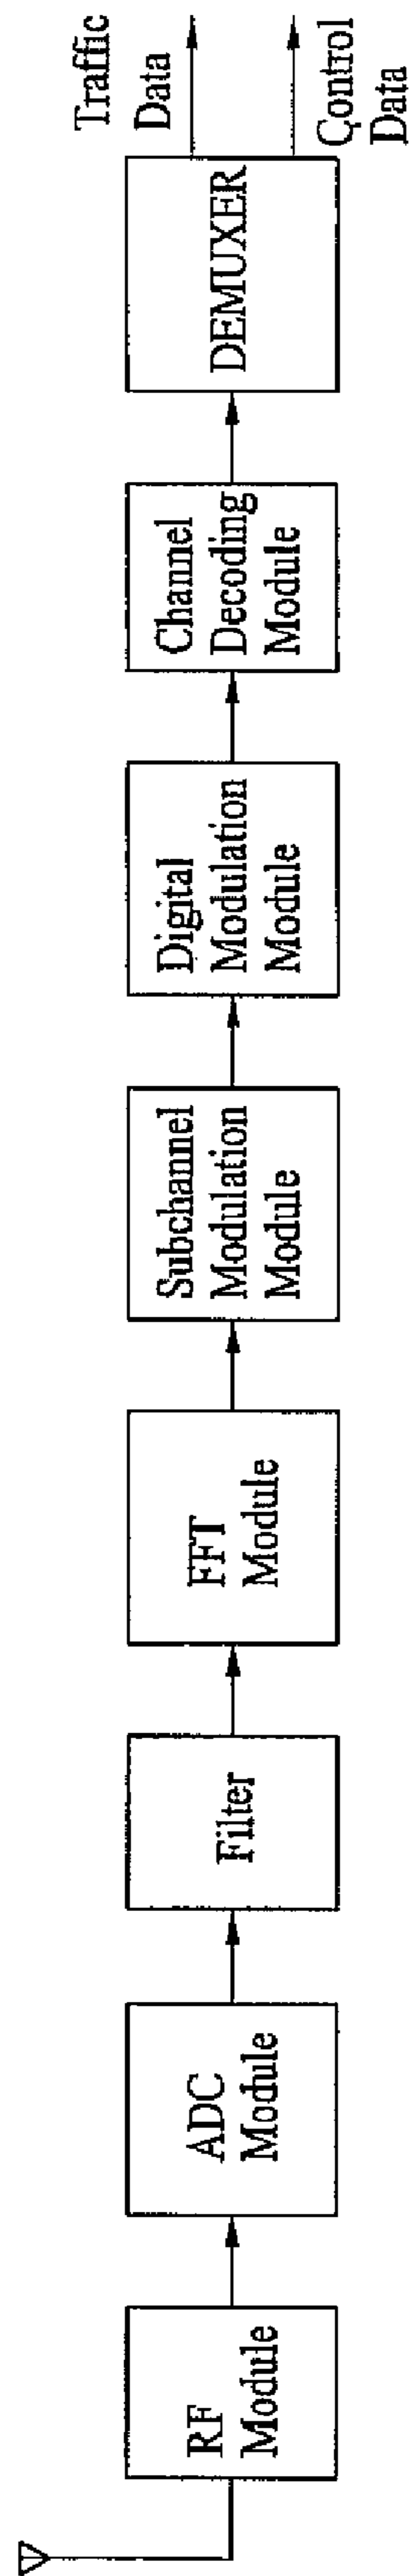 RF
Module
ADC
Module
Filter
FFT
Module
Subchannel
Modulation
Module
Digital
Modulation
Module
Channel
Decoding
Module
DEMUXER
Traffic
Data
Control
Data